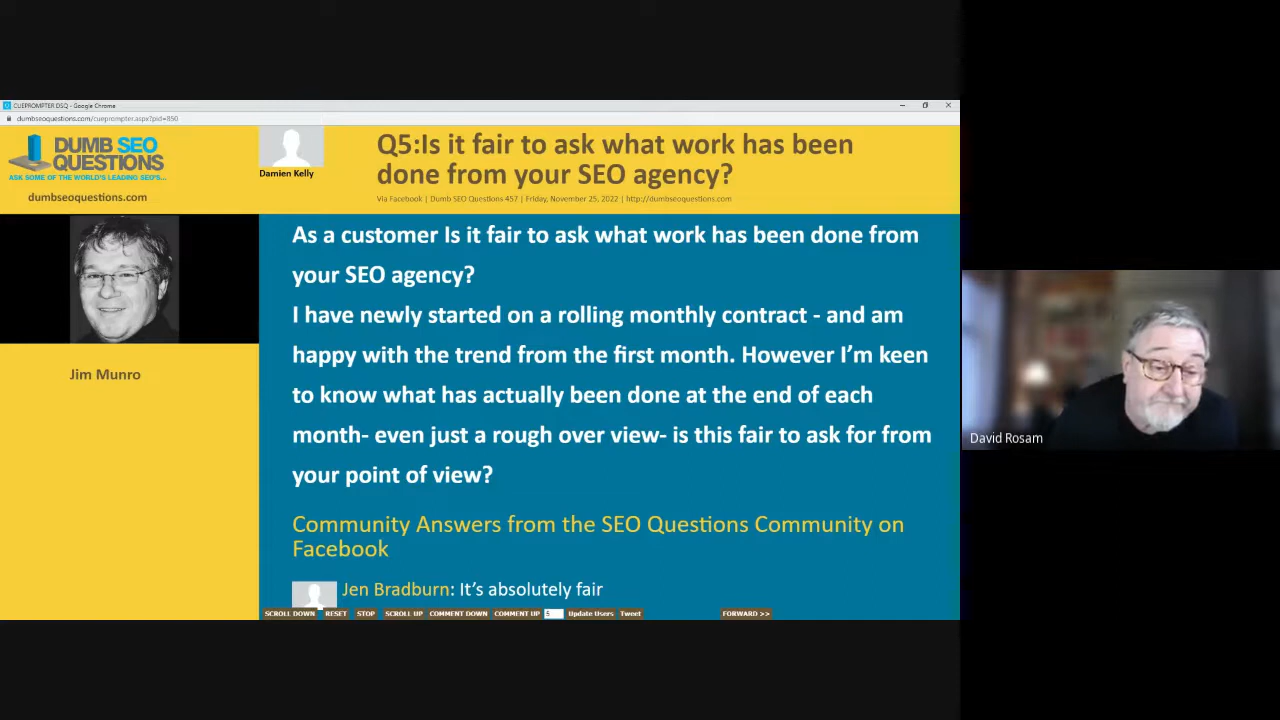 CUEPROMPTER DSQ - Google Chrome
dumbseoquestions.com/cueprompter.aspx?pid=850
DUMB SEO
QUESTIONS
ASK SOME OF THE WORLD'S LEADING SEO'S...
dumbseoquestions.com
Damien Kelly
Q5:Is it fair to ask what work has been
done from your SEO agency?
Via Facebook | Dumb SEO Questions 457 | Friday, November 25, 2022 | http://dumbseoquestions.com
Jim Munro
As a customer Is it fair to ask what work has been done from
your SEO agency?
I have newly started on a rolling monthly contract - and am
happy with the trend from the first month. However I’m keen
to know what has actually been done at the end of each
month- even just a rough over view- is this fair to ask for from
your point of view?
Community Answers from the SEO Questions Community on
Facebook
Jen Bradburn: It’s absolutely fair
SCROLL DOWN RESET STOP SCROLL UP COMMENT DOWN COMMENT UP 5 Update Users Tweet FORWARD >>
David Rosam